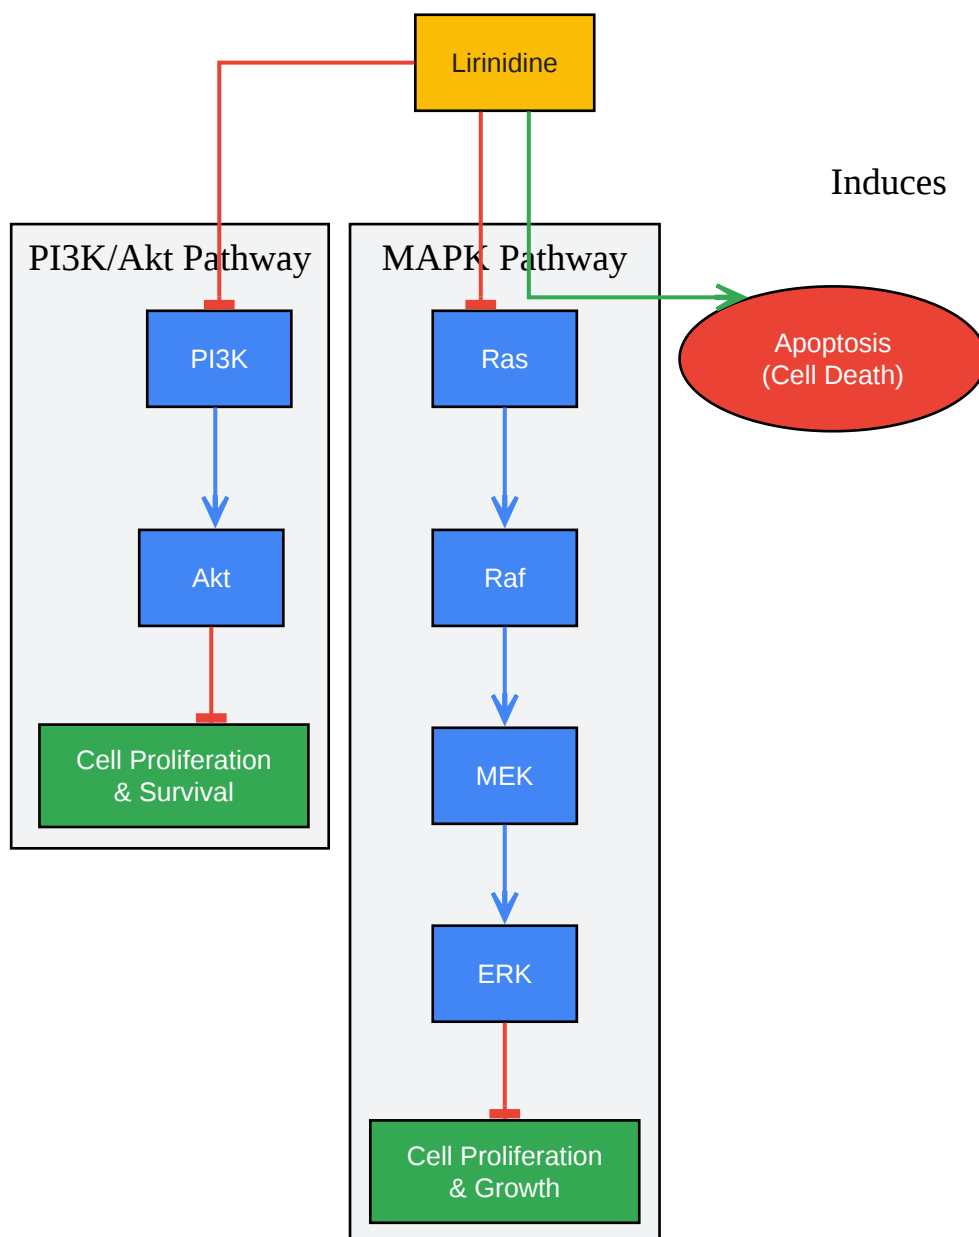 Lirinidine
Induces
PI3K/Akt Pathway
MAPK Pathway
PI3K
Ras
Apoptosis
(Cell Death)
Akt
Raf
Cell Proliferation
& Survival
MEK
ERK
Cell Proliferation
& Growth